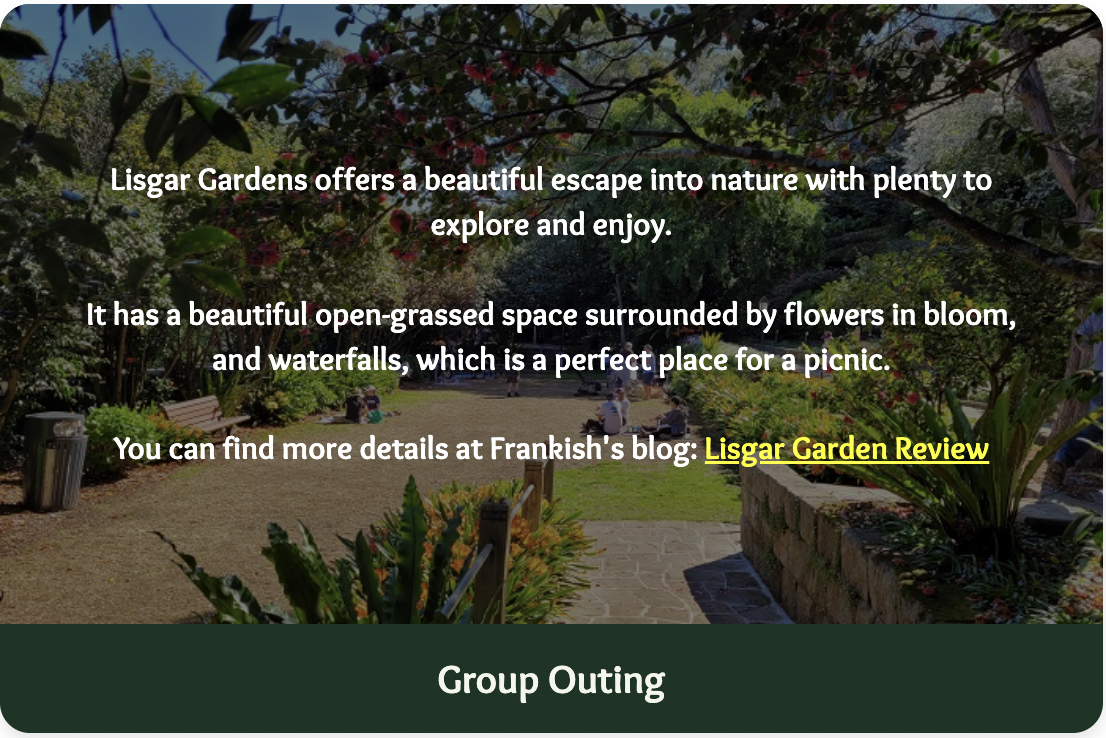 Lisgar Gardens offers a beautiful escape into nature with plenty to
explore and enjoy.
It has a beautiful open-grassed space surrounded by flowers in bloom,
and waterfalls, which is a perfect place for a picnic.
You can find more details at Frankish's blog: Lisgar Garden Review
Group Outing